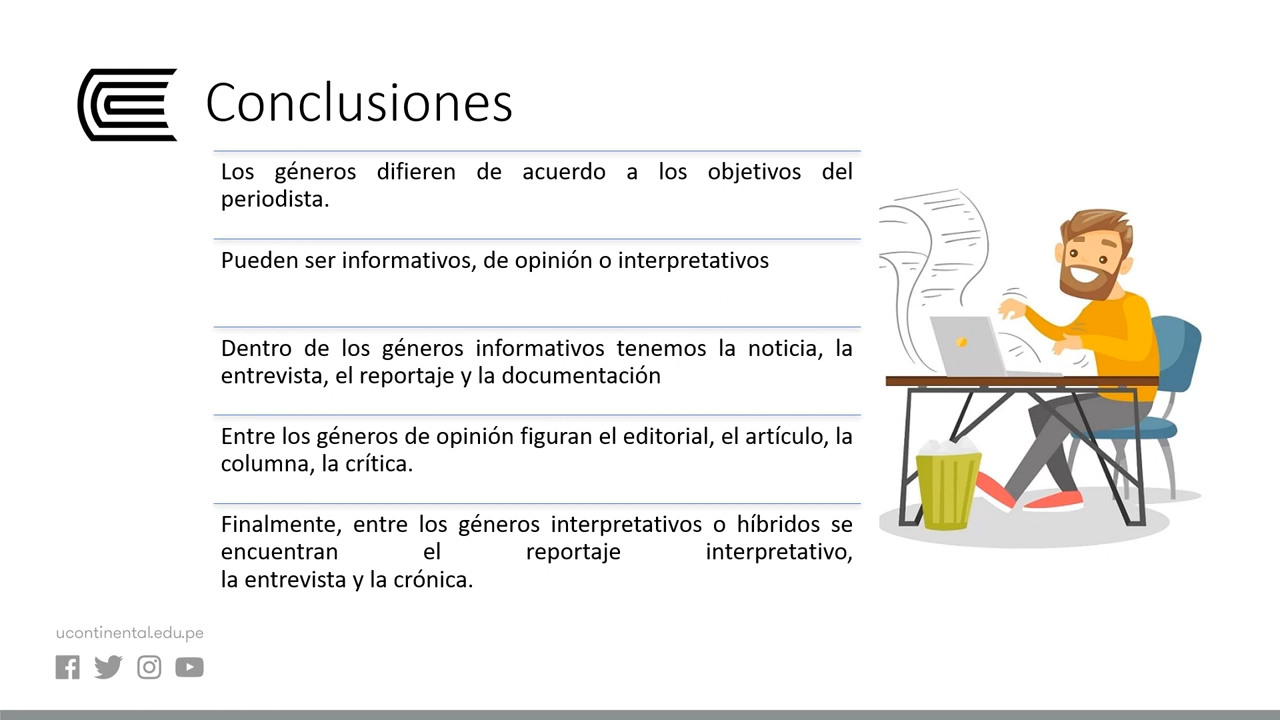 Conclusiones
Los géneros difieren de acuerdo a los objetivos del
periodista.
Pueden ser informativos, de opinión o interpretativos
Dentro de los géneros informativos tenemos la noticia, la
entrevista, el reportaje y la documentación
Entre los géneros de opinión figuran el editorial, el artículo, la
columna, la crítica.
Finalmente, entre los géneros interpretativos o híbridos se
encuentran el reportaje interpretativo,
la entrevista y la crónica.
ucontinental.edu.pe